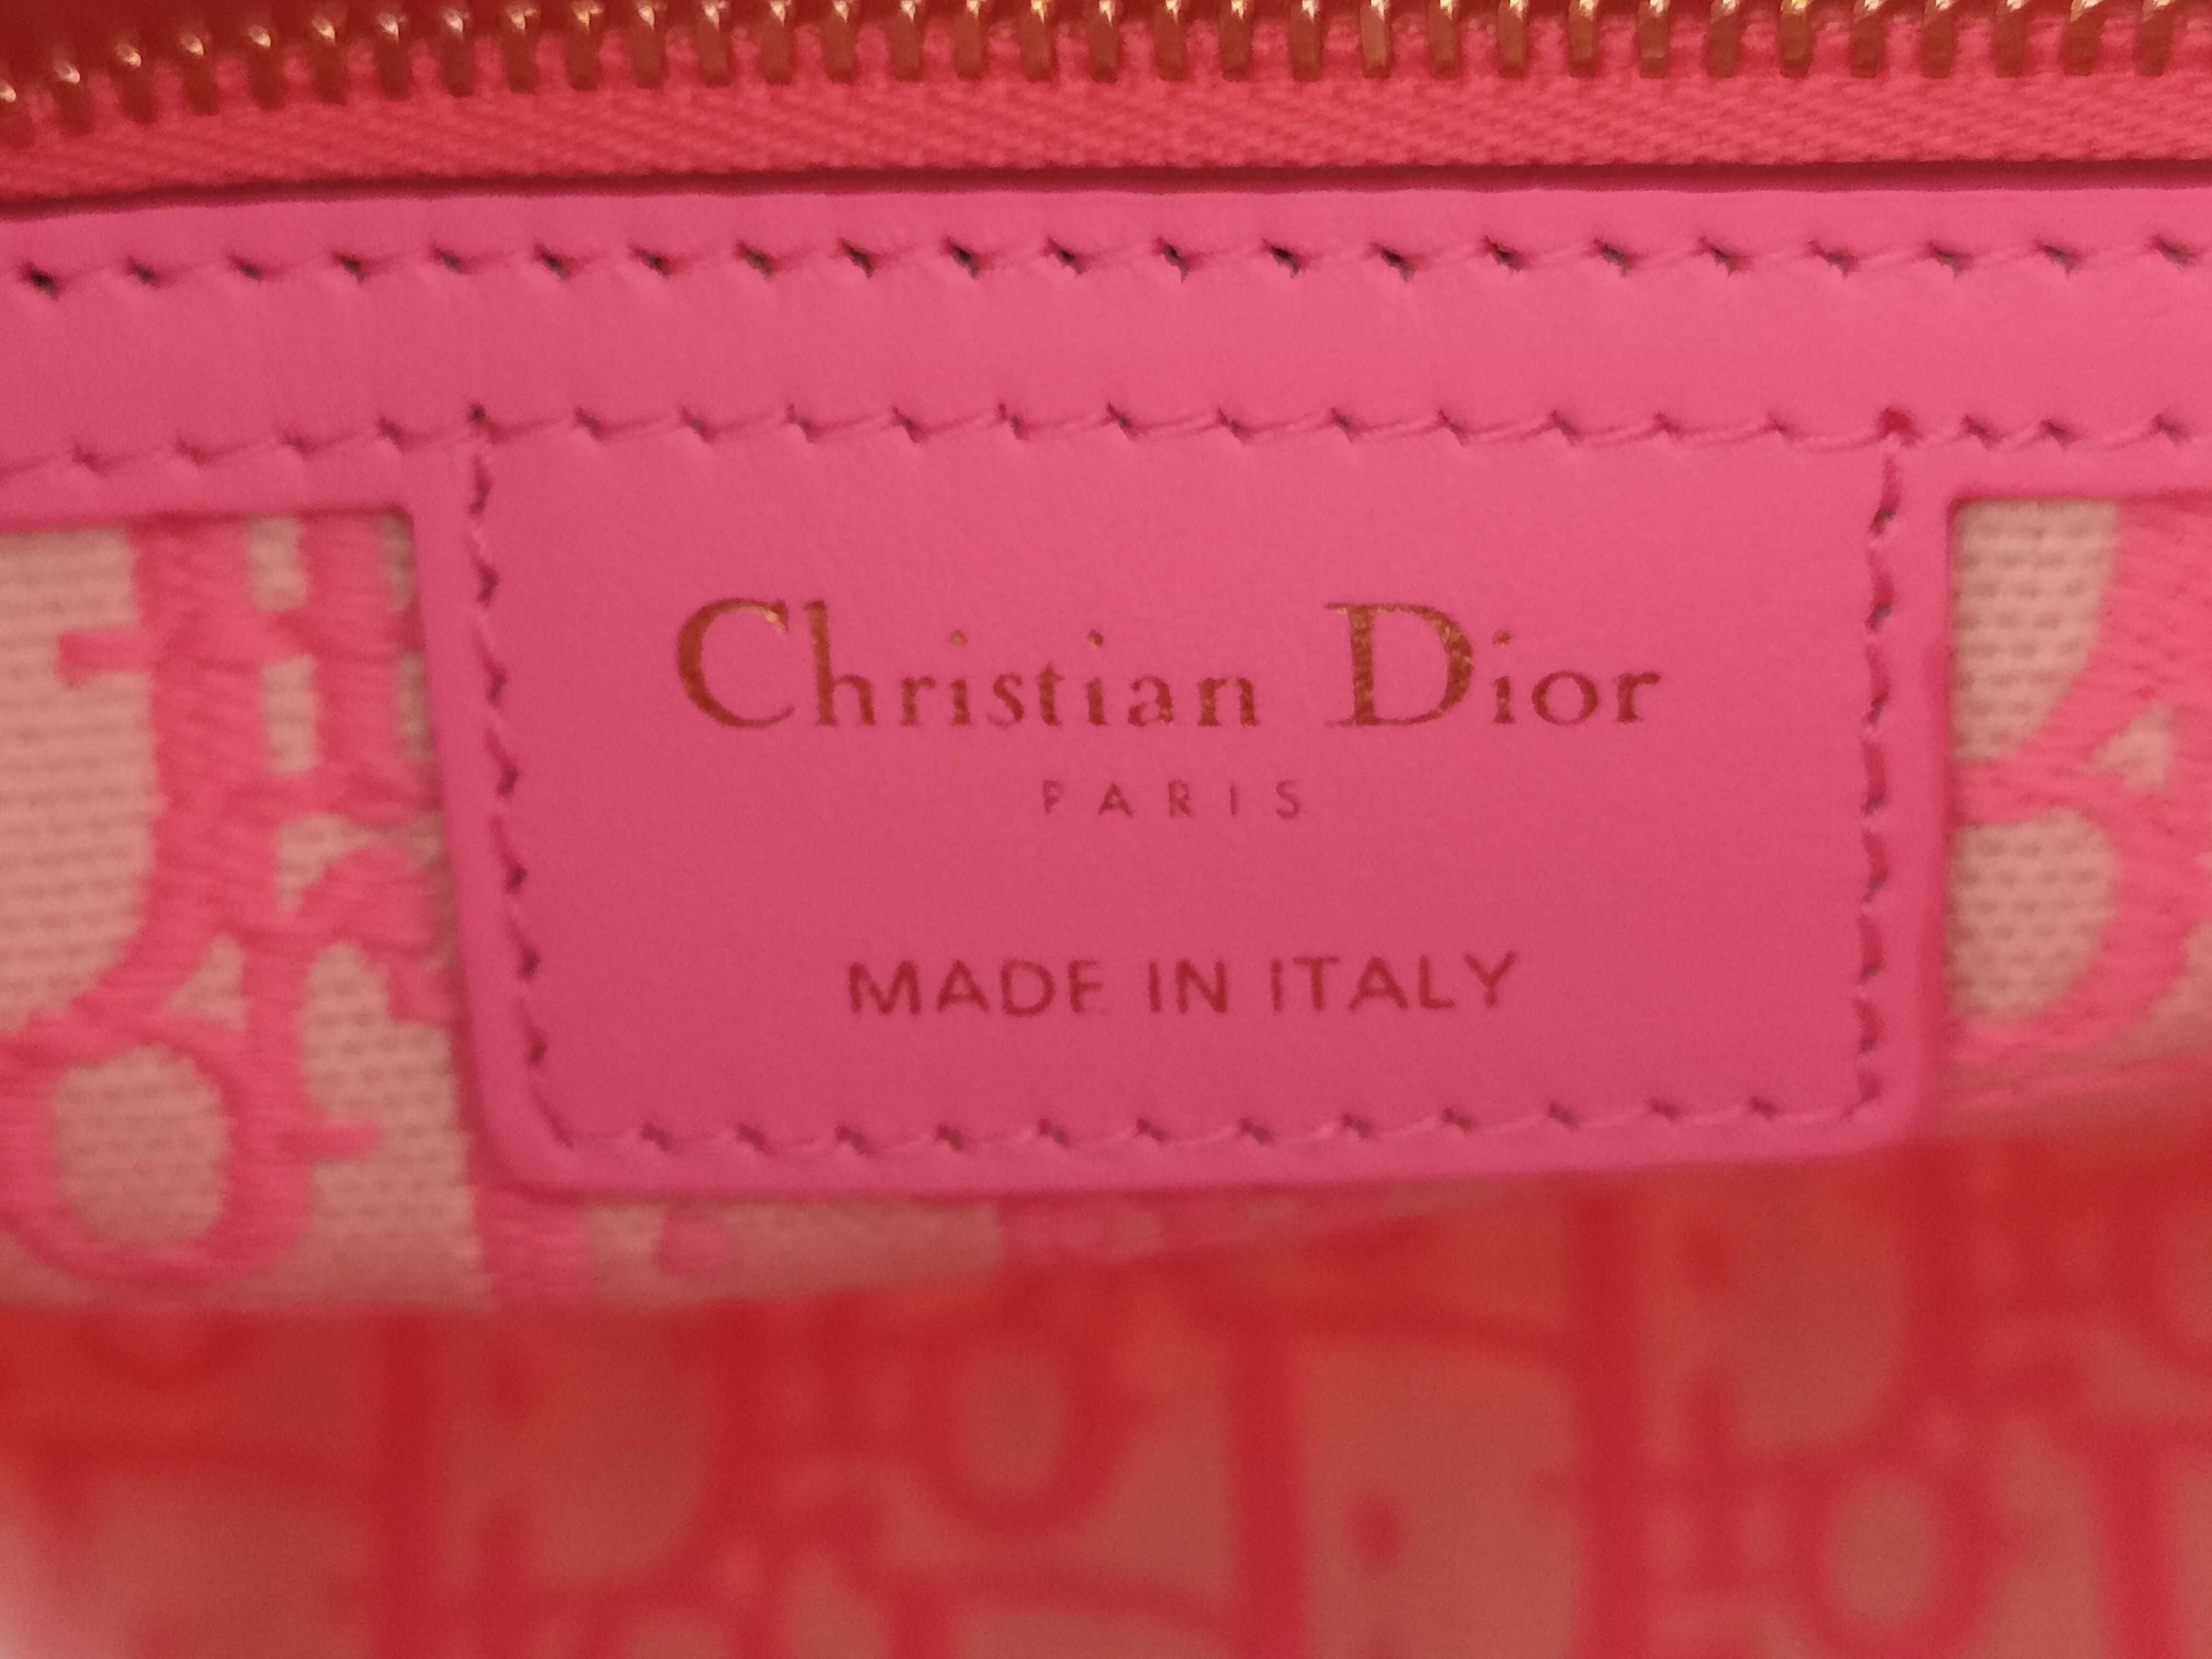 Christian Dior
PARIS
MADE IN ITALY